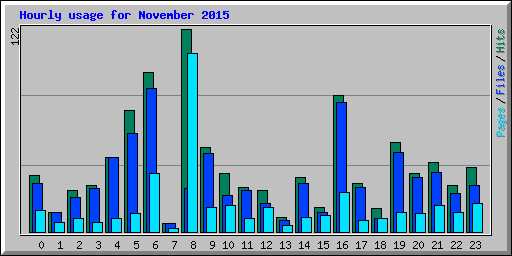 Hourly usage for November 2015
122
Pages / Files / Hits
0 1 2 3 4 5 6 7 8 9 10 11 12 13 14 15 16 17 18 19 20 21 22 23